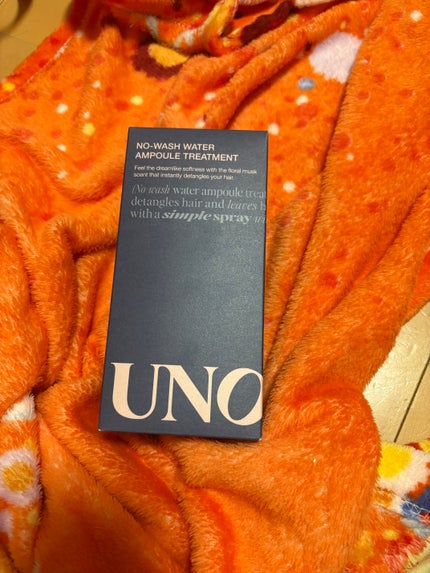 NO-WASH WATER
AMPOULE TREATMENT
Feel the dreamlike softness with the floral musk
scent that instantly detangles your hair.
(No wash water ampoule treat
detangles hair and leaves
with a simple spray
UNO